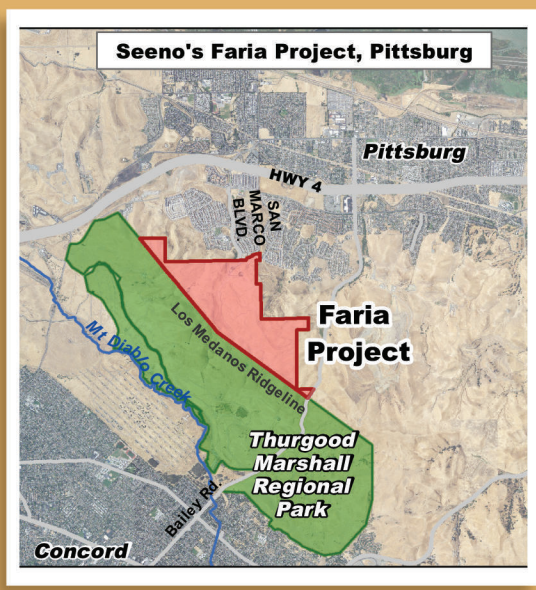 Seeno's Faria Project, Pittsburg
Pittsburg
HWY 4
SAN
MARCO
BLVD.
Faria
Project
Los Medanos Ridgeline
Mt Diablo Creek
Thurgood
Marshall
Regional
Park
Bailey Rd.
Concord